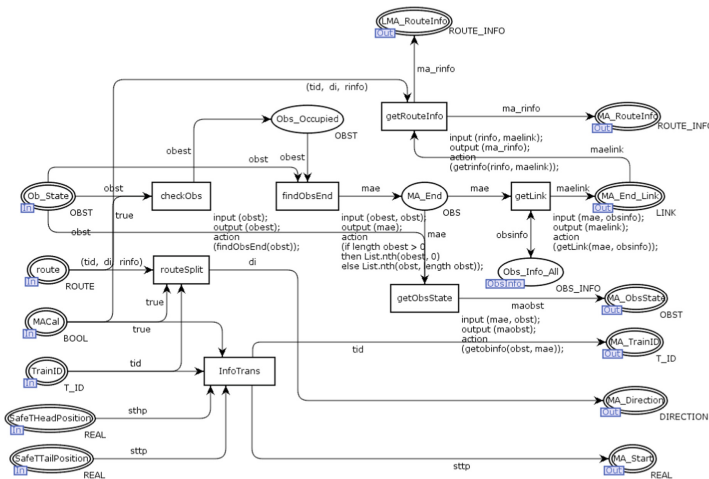 LMA_RouteInfo
Out
ROUTE_INFO
ma_rinfo
(tid, di, rinfo)
Obs_Occupied
OBST
getRouteInfo
ma_rinfo
MA_RouteInfo
Out
ROUTE_INFO
input (rinfo, maelink);
output (ma_rinfo);
action
(getrinfo(rinfo, maelink));
maelink
obest
obst
obest
Ob_State
In
OBST
obst
true
checkObs
findObsEnd
mae
MA_End
OBS
mae
getLink
maelink
MA_End_Link
Out
LINK
obst
input (obst);
output (obest);
action
(findObsEnd(obst));
input (obest, obst);
output (mae);
action
(if length obest > 0
then List.nth(obest, 0)
else List.nth(obst, length obst));
mae
obsinfo
input (mae, obsinfo);
output (maelink);
action
(getLink(mae, obsinfo));
route
In
ROUTE
(tid, di, rinfo)
routeSplit
di
Obs_Info_All
ObsInfo
OBS_INFO
getObsState
maobst
MA_ObsState
Out
OBST
true
MACal
In
BOOL
true
input (mae, obst);
output (maobst);
action
(getobinfo(obst, mae));
tid
MA_TrainID
Out
T_ID
TrainID
In
T_ID
tid
InfoTrans
SafeTHeadPosition
In
REAL
sthp
MA_Direction
Out
DIRECTION
SafeTTailPosition
In
REAL
sttp
sttp
MA_Start
Out
REAL